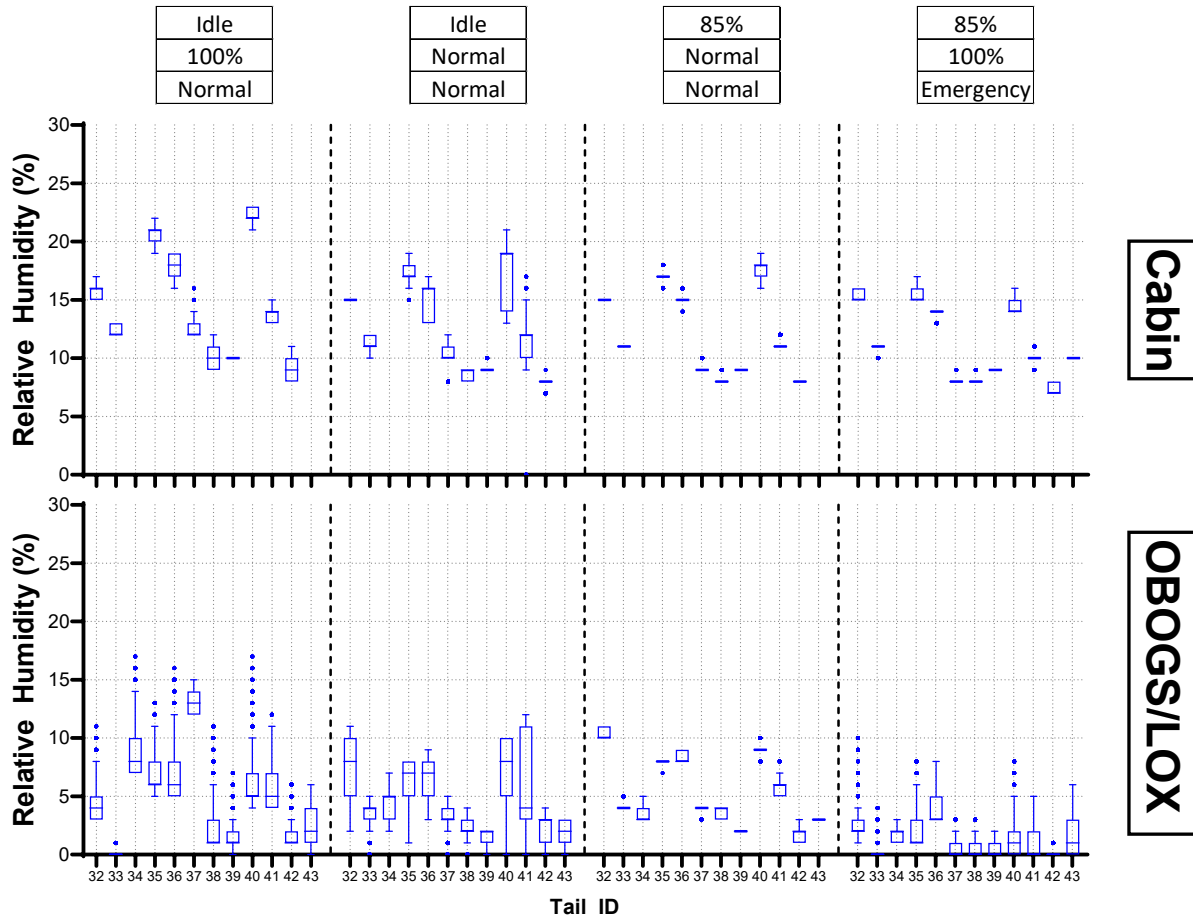 Idle Idle 85% 85%
100% Normal Normal 100%
Normal Normal Normal Emergency
30
25
20
15
10
5
0
Relative Humidity (%)
Cabin
30
25
20
15
10
5
0
Relative Humidity (%)
OBOGS/LOX
32 33 34 35 36 37 38 39 40 41 42 43 32 33 34 35 36 37 38 39 40 41 42 43 32 33 34 35 36 37 38 39 40 41 42 43 32 33 34 35 36 37 38 39 40 41 42 43
Tail ID